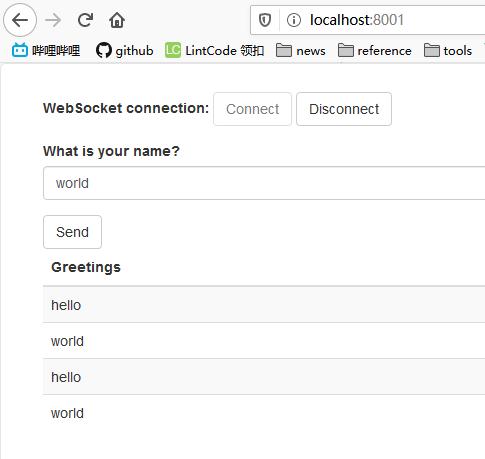 localhost:8001
哔哩哔哩 github LC LintCode 领扣 news reference tools
WebSocket connection: Connect Disconnect
What is your name?
world
Send
Greetings
hello
world
hello
world